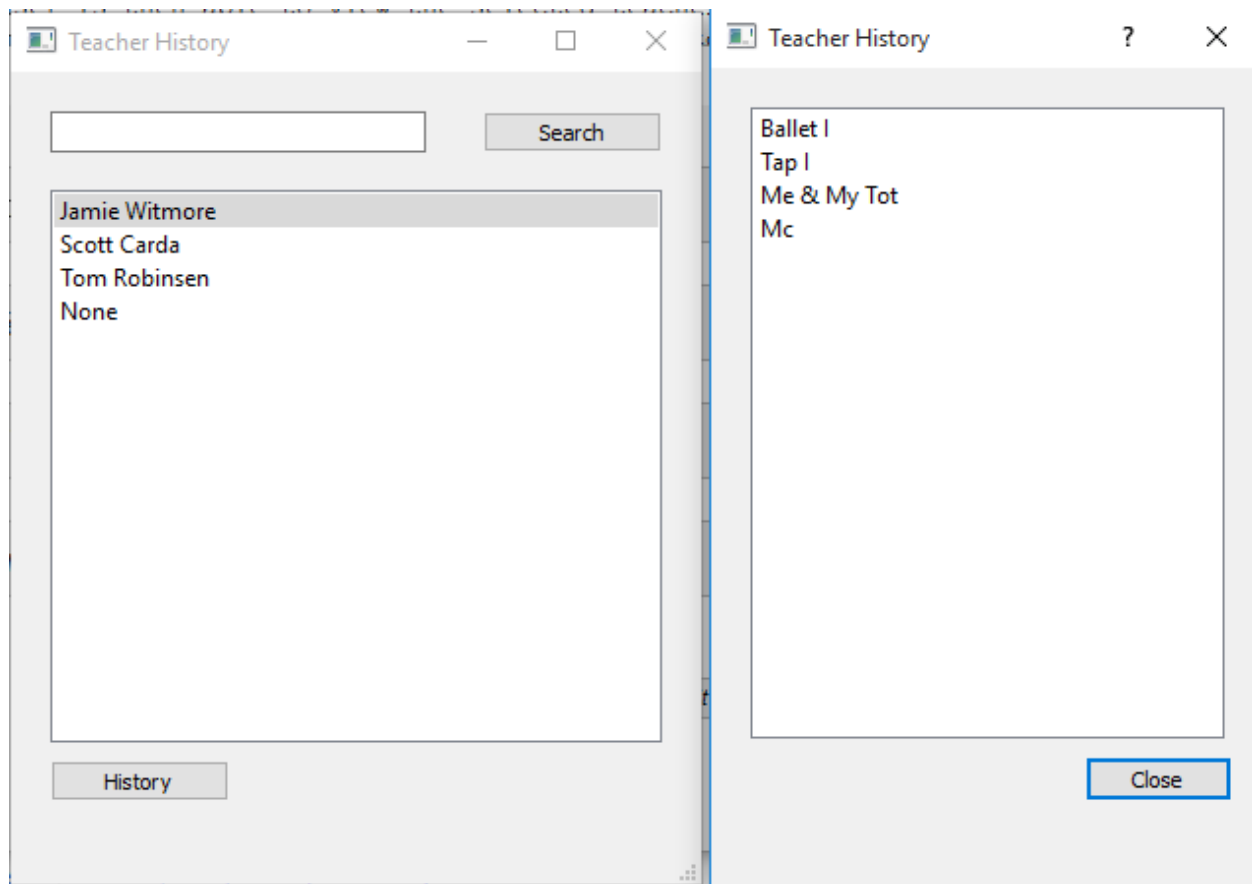 Teacher History
Search
Jamie Witmore
Scott Carda
Tom Robinsen
None
History
Teacher History
?
Ballet I
Tap I
Me & My Tot
Mc
Close